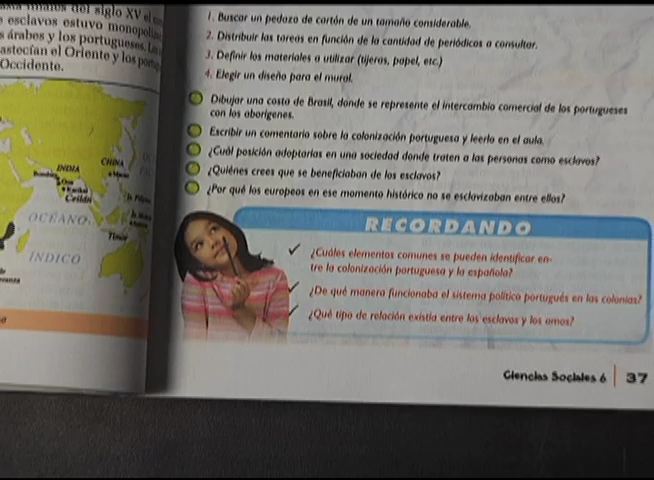 del siglo XV
esclavos estuvo
árabes y los portugueses.
astecían el Oriente y los
Occidente.
CHINA
INDIA
Ceilán
Timor
OCÉANO
ÍNDICO
1. Buscar un pedazo de cartón de un tamaño considerable.
2. Distribuir las tareas en función de la cantidad de periódicos a consultar.
3. Definir los materiales a utilizar (tijeras, papel, etc.)
4. Elegir un diseño para el mural.
Dibujar una costa de Brasil, donde se represente el intercambio comercial de los portugueses
con los aborígenes.
Escribir un comentario sobre la colonización portuguesa y leerlo en el aula.
¿Cuál posición adoptarías en una sociedad donde traten a las personas como esclavos?
¿Quiénes crees que se beneficiaban de los esclavos?
¿Por qué los europeos en ese momento histórico no se esclavizaban entre ellos?
RECORDANDO
¿Cuáles elementos comunes se pueden identificar en-
tre la colonización portuguesa y la española?
¿De qué manera funcionaba el sistema político portugués en las colonias?
¿Qué tipo de relación existía entre los esclavos y los amos?
Ciencias Sociales 6 37